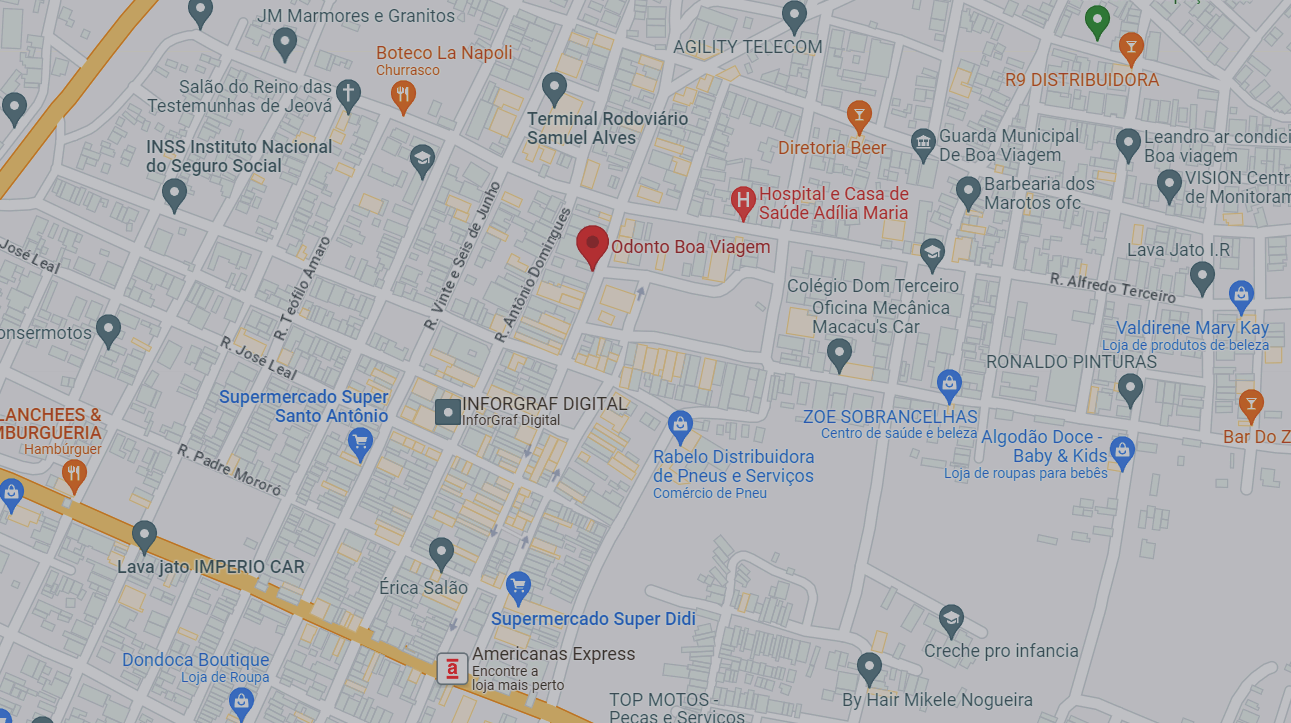 JM Marmores e Granitos
AGILITY TELECOM
Boteco La Napoli
Churrasco
R9 DISTRIBUIDORA
Salão do Reino das
Testemunhas de Jeová
Terminal Rodoviário
Samuel Alves
Diretoria Beer
Guarda Municipal
De Boa Viagem
Leandro ar condici
Boa viagem
INSS Instituto Nacional
do Seguro Social
VISION Centr
de Monitoram
Barbearia dos
Marotos ofc
Hospital e Casa de
Saúde Adília Maria
R. Vinte e Seis de Junho
R. Antônio Domingues
R. Teófilo Amaro
José Leal
Odonto Boa Viagem
Lava Jato I.R
R. Alfredo Terceiro
Colégio Dom Terceiro
Oficina Mecânica
Macacu's Car
onsermotos
R. José Leal
Valdirene Mary Kay
Loja de produtos de beleza
RONALDO PINTURAS
Supermercado Super
Santo Antônio
INFORGRAF DIGITAL
InforGraf Digital
LANCHEES &
MBURGUERIA
Hambúrguer
ZOE SOBRANCELHAS
Centro de saúde e beleza
Bar Do Z
Algodão Doce -
Baby & Kids
Loja de roupas para bebês
Rabelo Distribuidora
de Pneus e Serviços
Comércio de Pneu
R. Padre Mororó
Lava jato IMPERIO CAR
Érica Salão
Supermercado Super Didi
Americanas Express
Encontre a
loja mais perto
Dondoca Boutique
Loja de Roupa
Creche pro infancia
By Hair Mikele Nogueira
TOP MOTOS -
Peças e Serviços